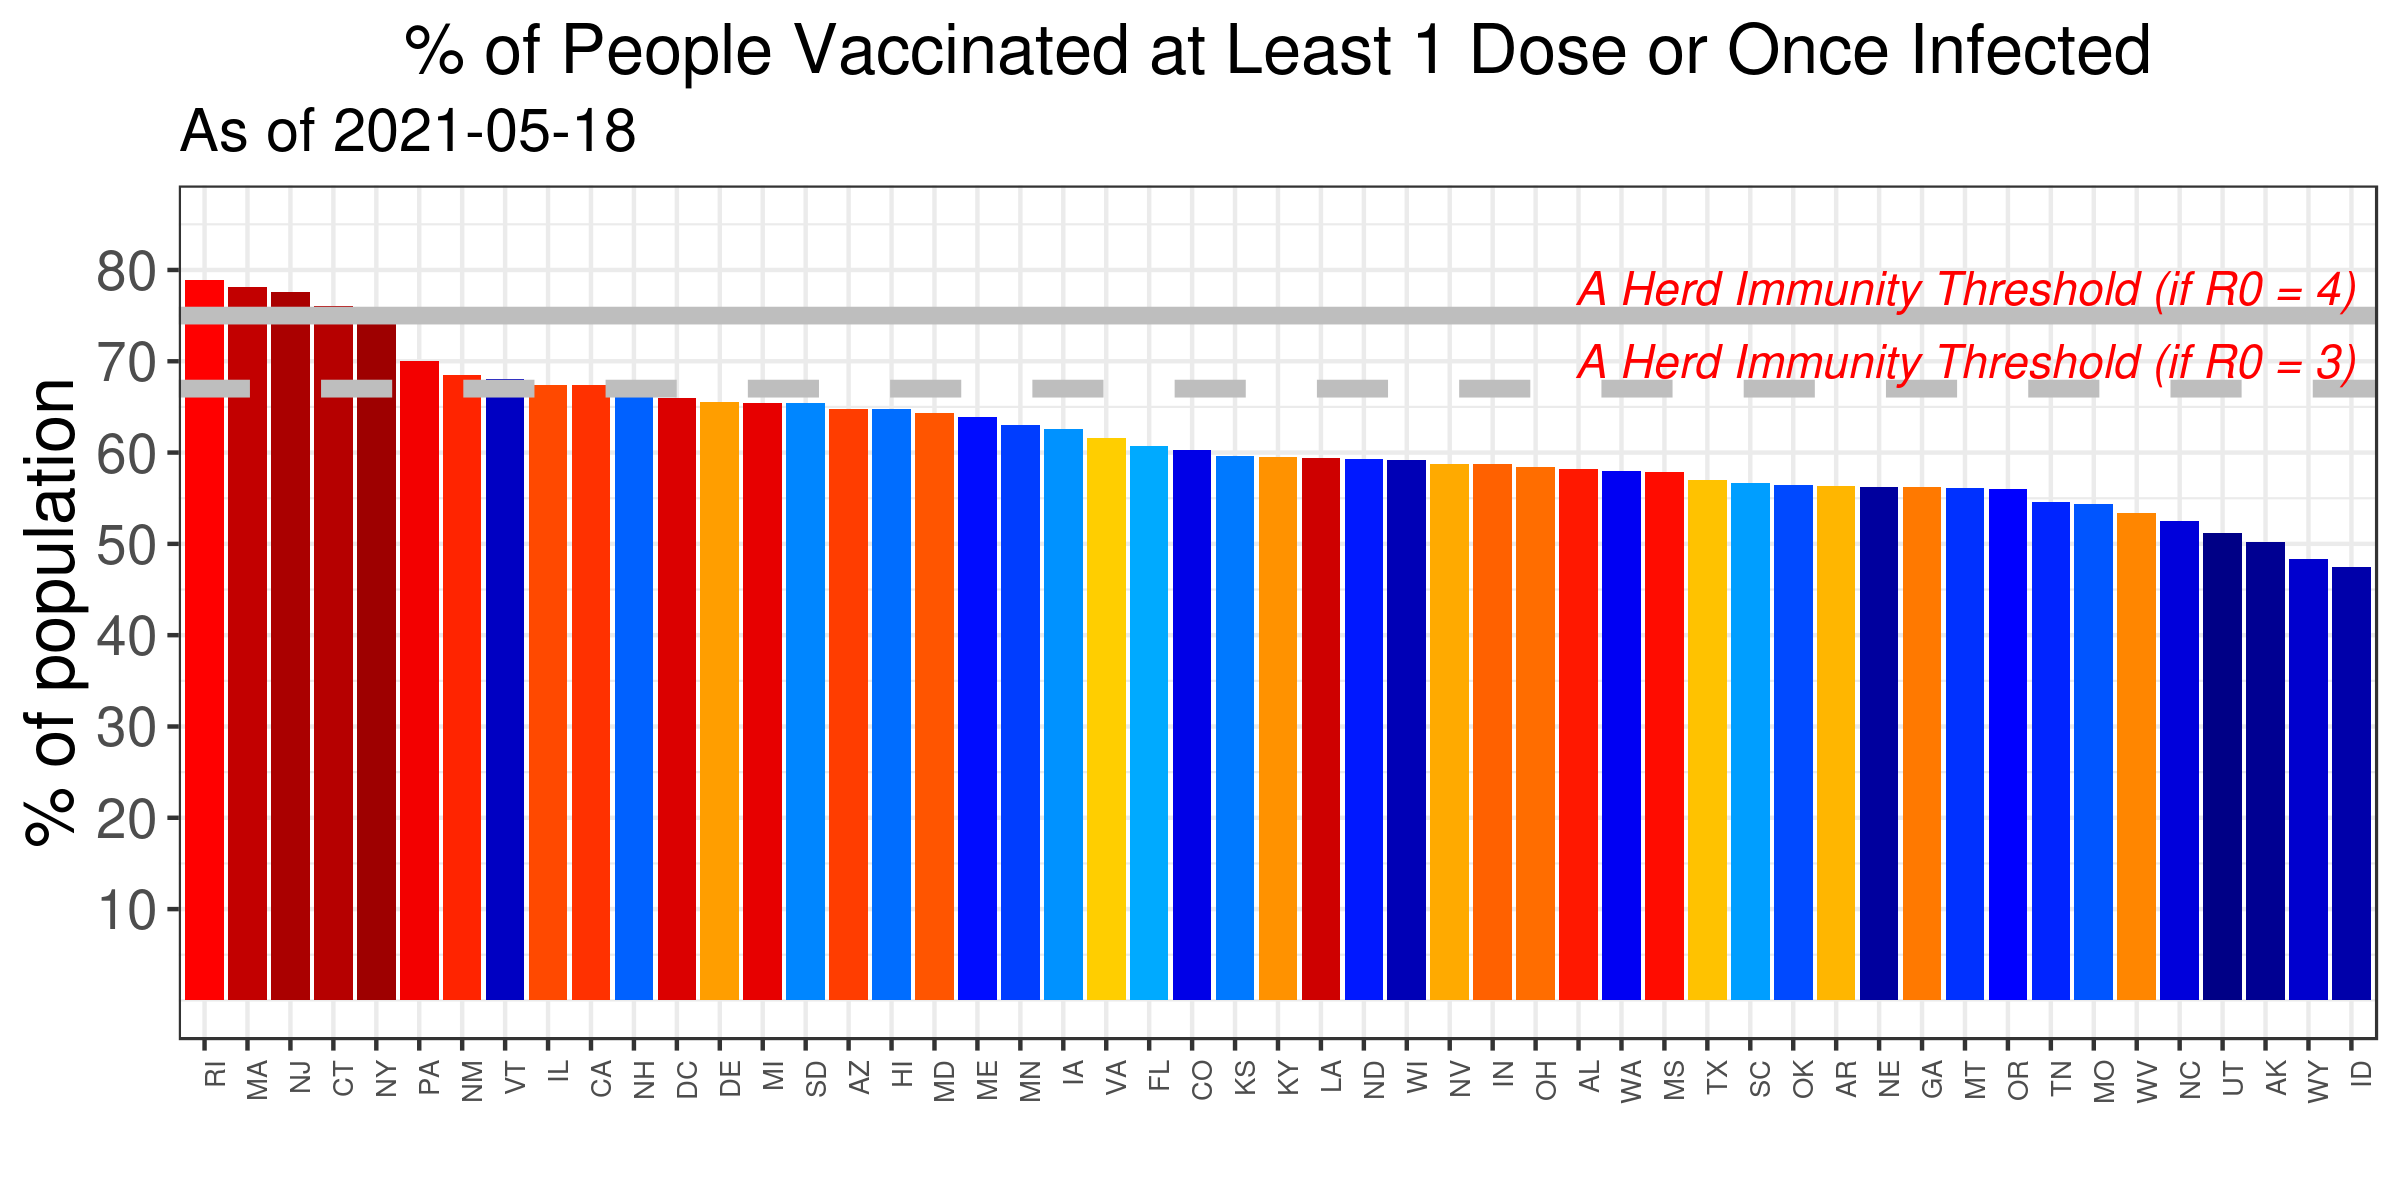 % of People Vaccinated at Least 1 Dose or Once Infected
As of 2021-05-18
% of population
80
70
60
50
40
30
20
10
A Herd Immunity Threshold (if R0 = 4)
A Herd Immunity Threshold (if R0 = 3)
RI MA NJ CT NY PA NM VT IL CA NH DC DE MI SD AZ HI MD ME MN IA VA FL CO KS KY LA ND WI NV IN OH AL WA MS TX SC OK AR NE GA MT OR TN MO WV NC UT AK WY ID